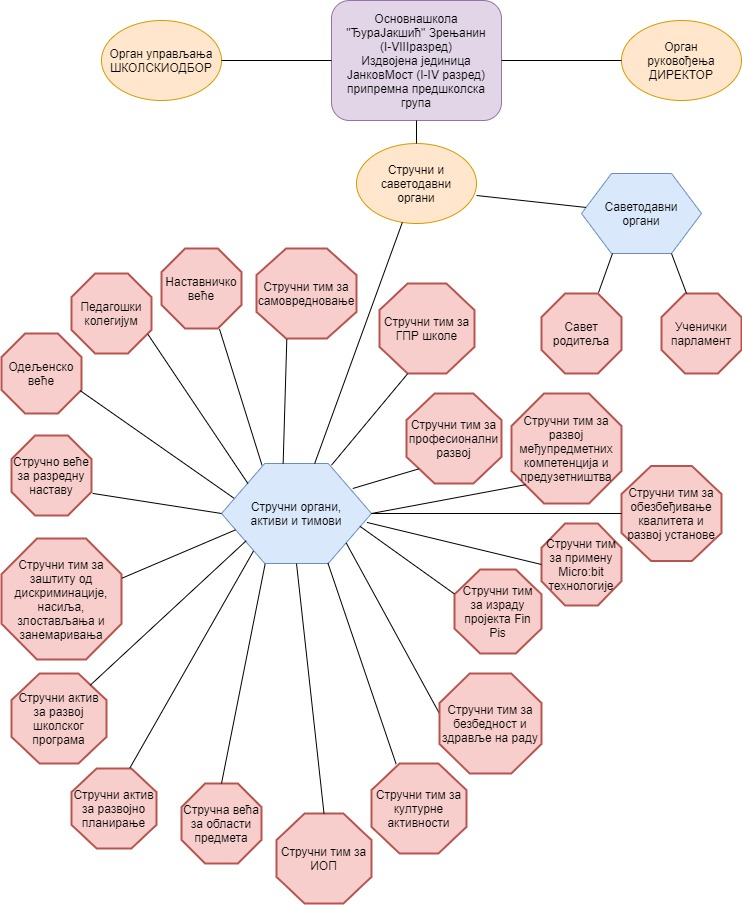 Основнашкола
"ЂураЈакшић" Зрењанин
(I-VIIIразред)
Издвојена јединица
ЈанковМост (I-IV разред)
припремна предшколска
група
Орган управљања
ШКОЛСКИОДБОР
Орган
руковођења
ДИРЕКТОР
Стручни и
саветодавни
органи
Саветодавни
органи
Савет
родитеља
Ученички
парламент
Наставничко
веће
Стручни тим за
самовредновање
Педагошки
колегијум
Стручни тим за
ГПР школе
Одељенско
веће
Стручни тим за
професионални
развој
Стручни тим за
развој
међупредметних
компетенција и
предузетништва
Стручно веће
за разредну
наставу
Стручни органи,
активи и тимови
Стручни тим за
обезбеђивање
квалитета и
развој установе
Стручни тим
за примену
Micro:bit
технологије
Стручни тим за
заштиту од
дискриминације,
насиља,
злостављања и
занемаривања
Стручни тим
за израду
пројекта Fin
Pis
Стручни актив
за развој
школског
програма
Стручни тим за
безбедност и
здравље на раду
Стручни актив
за развојно
планирање
Стручна већа
за области
предмета
Стручни тим за
ИОП
Стручни тим за
културне
активности